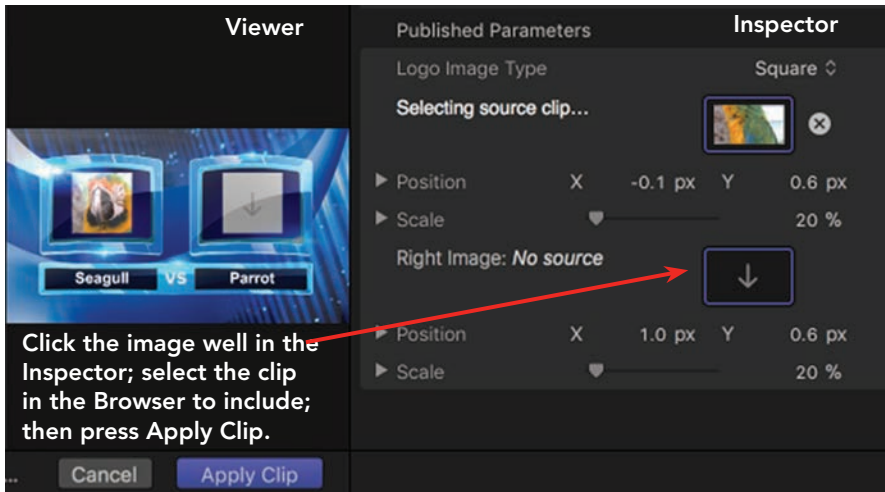 Viewer
Inspector
Published Parameters
Logo Image Type Square
Selecting source clip...
Position X -0.1 px Y 0.6 px
Scale 20 %
Right Image: No source
Position X 1.0 px Y 0.6 px
Scale 20 %
Seagull VS Parrot
Click the image well in the
Inspector; select the clip
in the Browser to include;
then press Apply Clip.
... Cancel Apply Clip